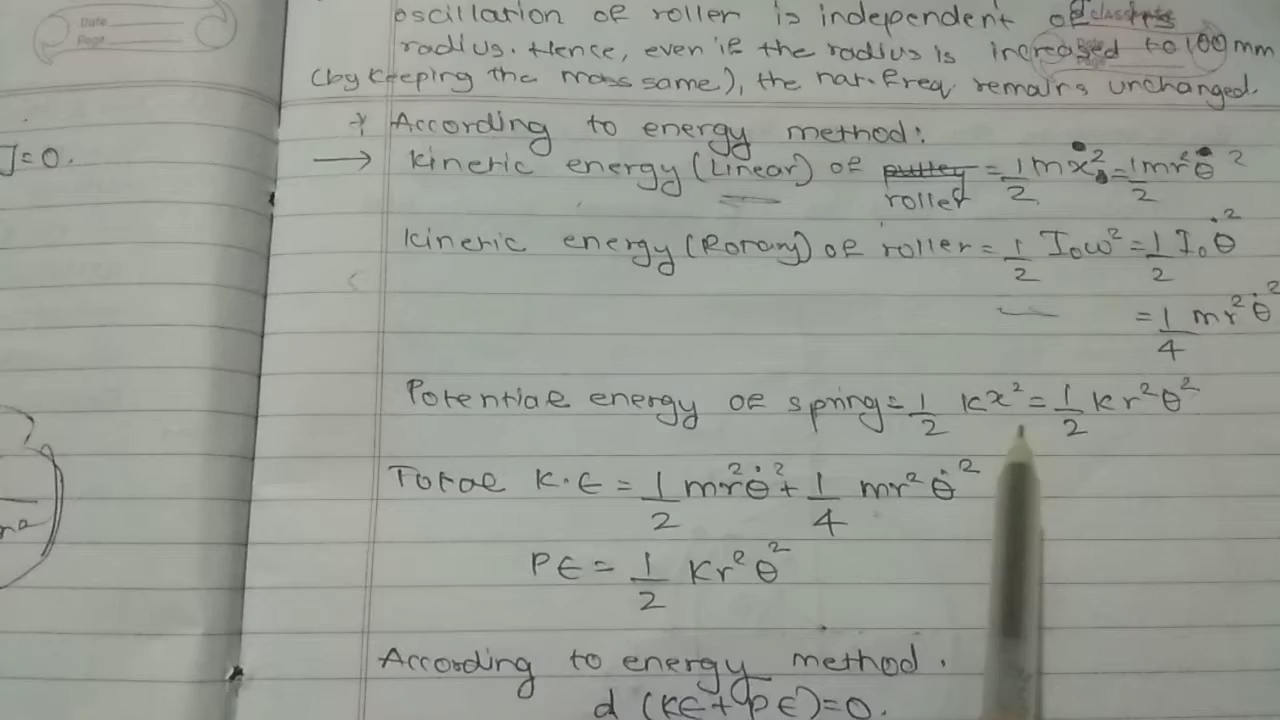 Date
Page
oscillation of roller is independent of
radius. Hence, even if the radius is increased to 100 mm
(by keeping the mass same), the nat. freq. remains unchanged.
→ According to energy method:
→ kinetic energy (Linear) of roller = 1/2 mẋ² = 1/2 mr²θ̇²
J=0.
kinetic energy (Rotary) of roller = 1/2 I₀ω² = 1/2 I₀θ̇²
= 1/4 mr²θ̇²
Potential energy of spring = 1/2 kx² = 1/2 kr²θ²
Total K.E = 1/2 mr²θ̇² + 1/4 mr²θ̇²
PE = 1/2 kr²θ²
According to energy method.
d (KE + PE) = 0.